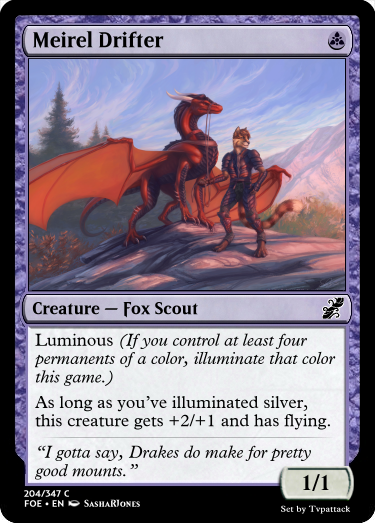 Meirel Drifter
Creature — Fox Scout
Luminous (If you control at least four
permanents of a color, illuminate that color
this game.)
As long as you've illuminated silver,
this creature gets +2/+1 and has flying.
“I gotta say, Drakes do make for pretty
good mounts.”
1/1
204/347 C
FOE • EN SashaRJones
Set by Tvpattack